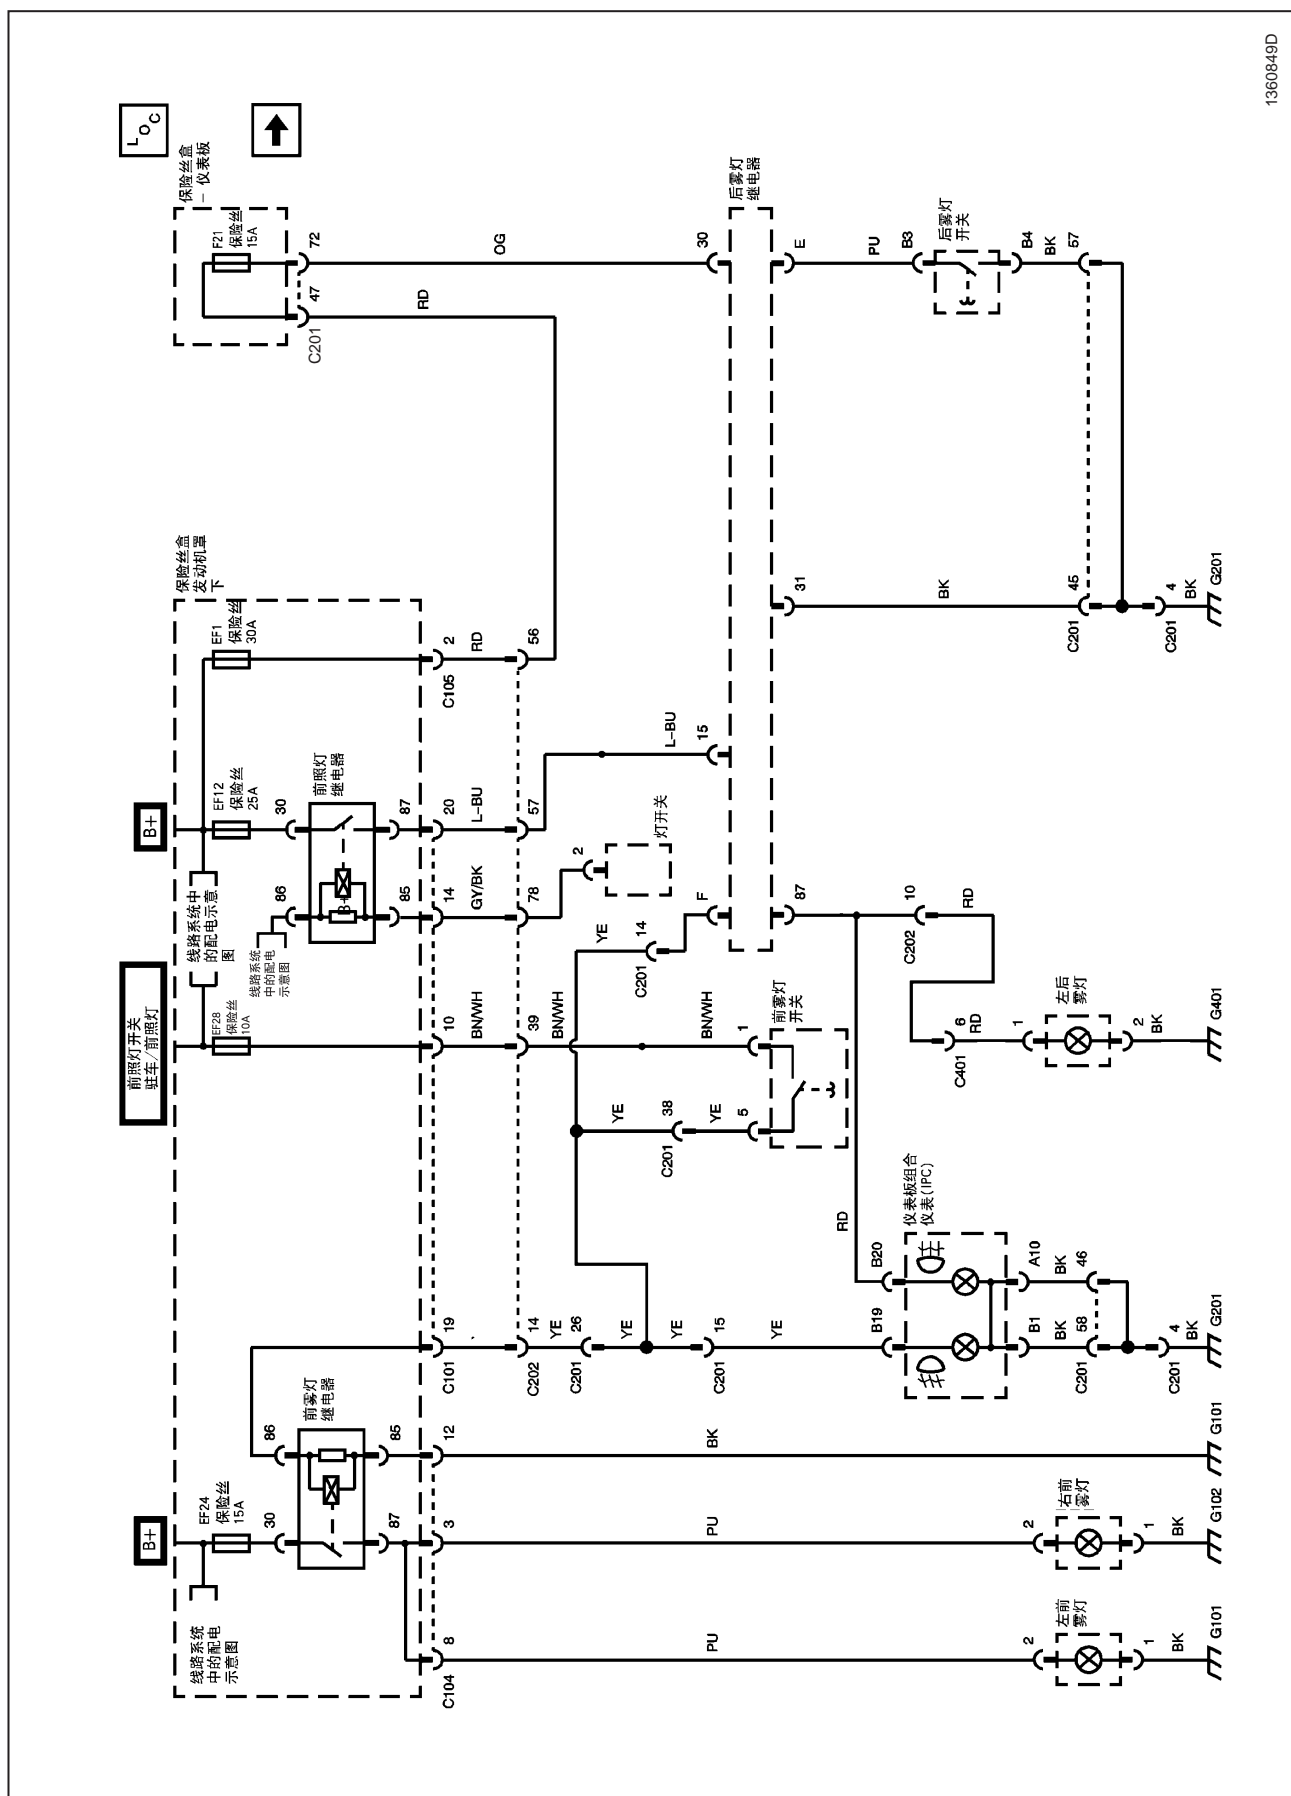 B+
前照灯开关
驻车/前照灯
B+
LOC
线路系统
中的配电
示意图
EF24
保险丝
15A
EF28
保险丝
10A
线路系统中
的配电示意
图
EF12
保险丝
25A
EF1
保险丝
30A
保险丝盒
发动机罩
下
F21
保险丝
15A
保险丝盒
- 仪表板
线路系统
中的配电
示意图
30
86
86
30
前雾灯
继电器
B+
前照灯
继电器
C201
47
72
87
85
85
87
C104
8
3
12
C101
19
10
14
20
C105
2
RD
BN/WH
GY/BK
L-BU
RD
OG
C202
14
39
78
57
56
YE
BN/WH
C201
26
YE
2
YE
YE
C201
14
灯开关
YE
C201
38
L-BU
PU
PU
BK
C201
15
YE
BN/WH
F
15
30
YE
5
1
后雾灯
继电器
前雾灯
开关
87
31
E
RD
B19
B20
PU
B3
仪表板组合
仪表(IPC)
C202
10
BK
后雾灯
开关
RD
C401
6
RD
2
2
B1
A10
1
B4
BK
BK
BK
左前
雾灯
右前
雾灯
左后
雾灯
C201
58
46
C201
45
57
1
1
2
BK
BK
C201
4
BK
BK
C201
4
BK
G101
G102
G101
G201
G401
G201
1360849D